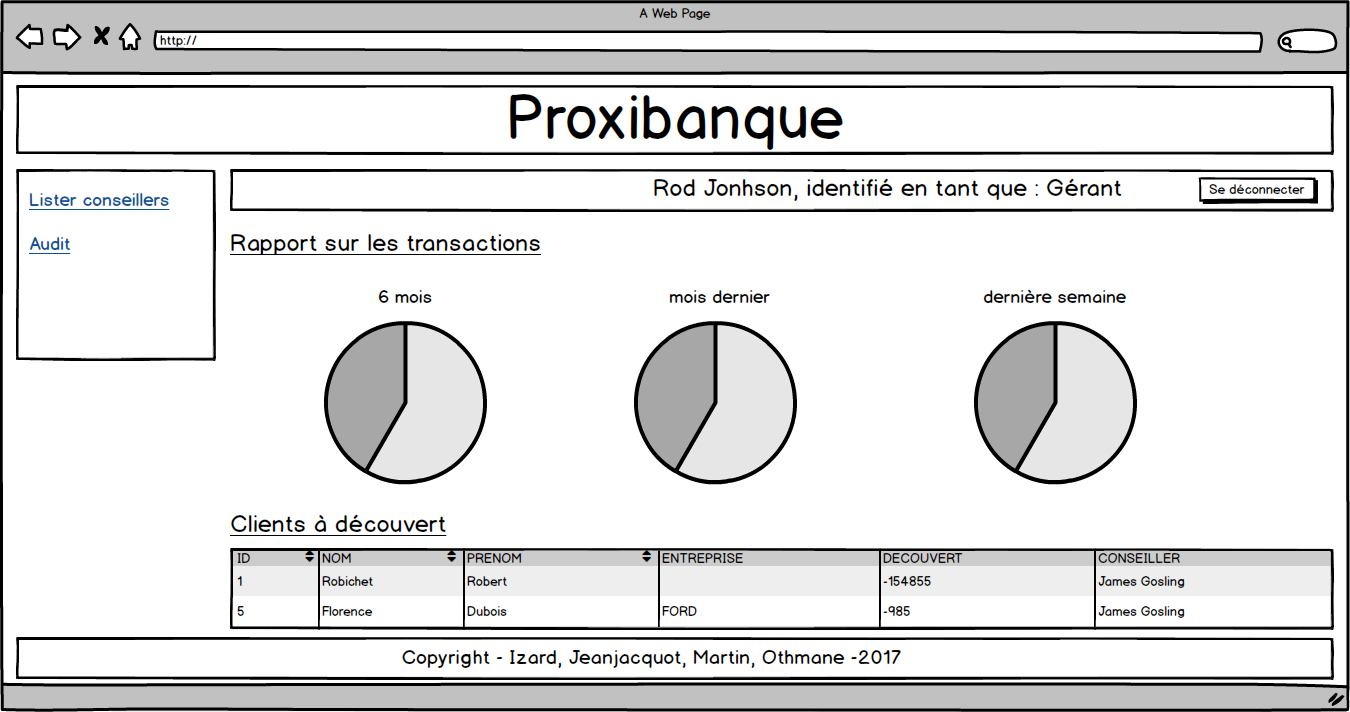 A Web Page
http://
Proxibanque
Lister conseillers
Audit
Rod Jonhson, identifié en tant que : Gérant
Se déconnecter
Rapport sur les transactions
6 mois
mois dernier
dernière semaine
Clients à découvert
ID NOM PRENOM ENTREPRISE DECOUVERT CONSEILLER
1 Robichet Robert -154855 James Gosling
5 Florence Dubois FORD -985 James Gosling
Copyright - Izard, Jeanjacquot, Martin, Othmane -2017